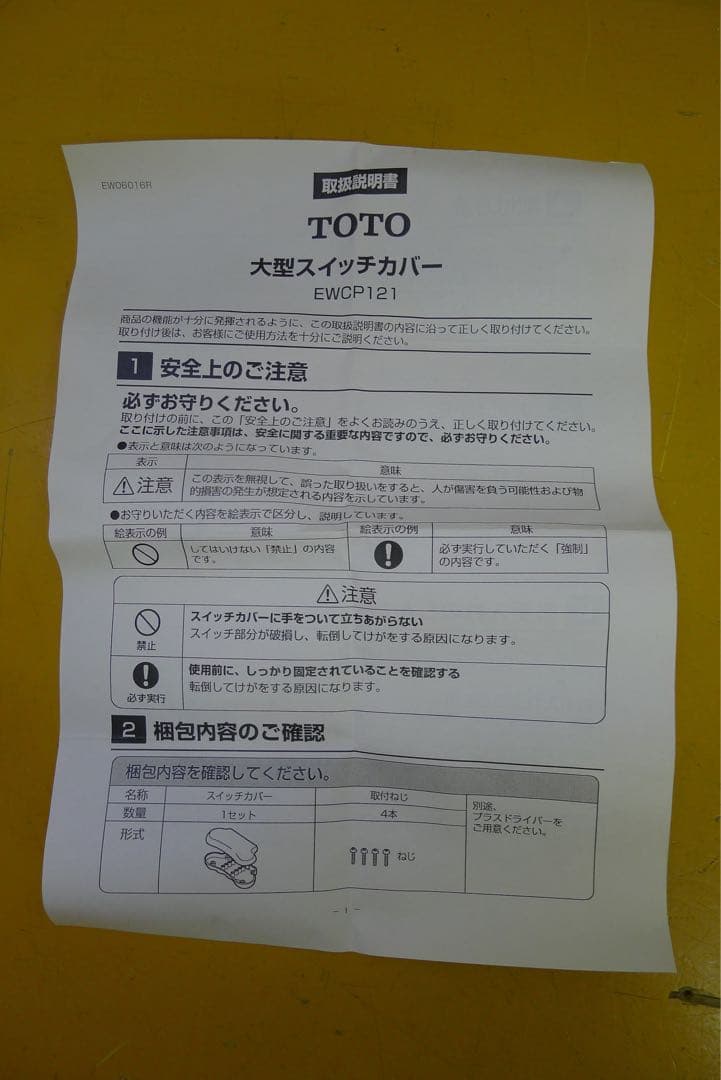 EW06016R
取扱説明書
TOTO
大型スイッチカバー
EWCP121
商品の機能が十分に発揮されるように、この取扱説明書の内容に沿って正しく取り付けてください。
取り付け後は、お客様にご使用方法を十分にご説明ください。
1 安全上のご注意
必ずお守りください。
取り付けの前に、この「安全上のご注意」をよくお読みのうえ、正しく取り付けてください。
ここに示した注意事項は、安全に関する重要な内容ですので、必ずお守りください。
●表示と意味は次のようになっています。
表示 意味
注意 この表示を無視して、誤った取り扱いをすると、人が傷害を負う可能性および物
的損害の発生が想定される内容を示しています。
●お守りいただく内容を絵表示で区分し、説明しています。
絵表示の例 意味 絵表示の例 意味
してはいけない「禁止」の内容
です。
必ず実行していただく「強制」
の内容です。
注意
禁止
スイッチカバーに手をついて立ちあがらない
スイッチ部分が破損し、転倒してけがをする原因になります。
必ず実行
使用前に、しっかり固定されていることを確認する
転倒してけがをする原因になります。
2 梱包内容のご確認
梱包内容を確認してください。
名称 スイッチカバー 取付ねじ
数量 1セット 4本
形式 ねじ
別途、
プラスドライバーを
ご用意ください。
– 1 –